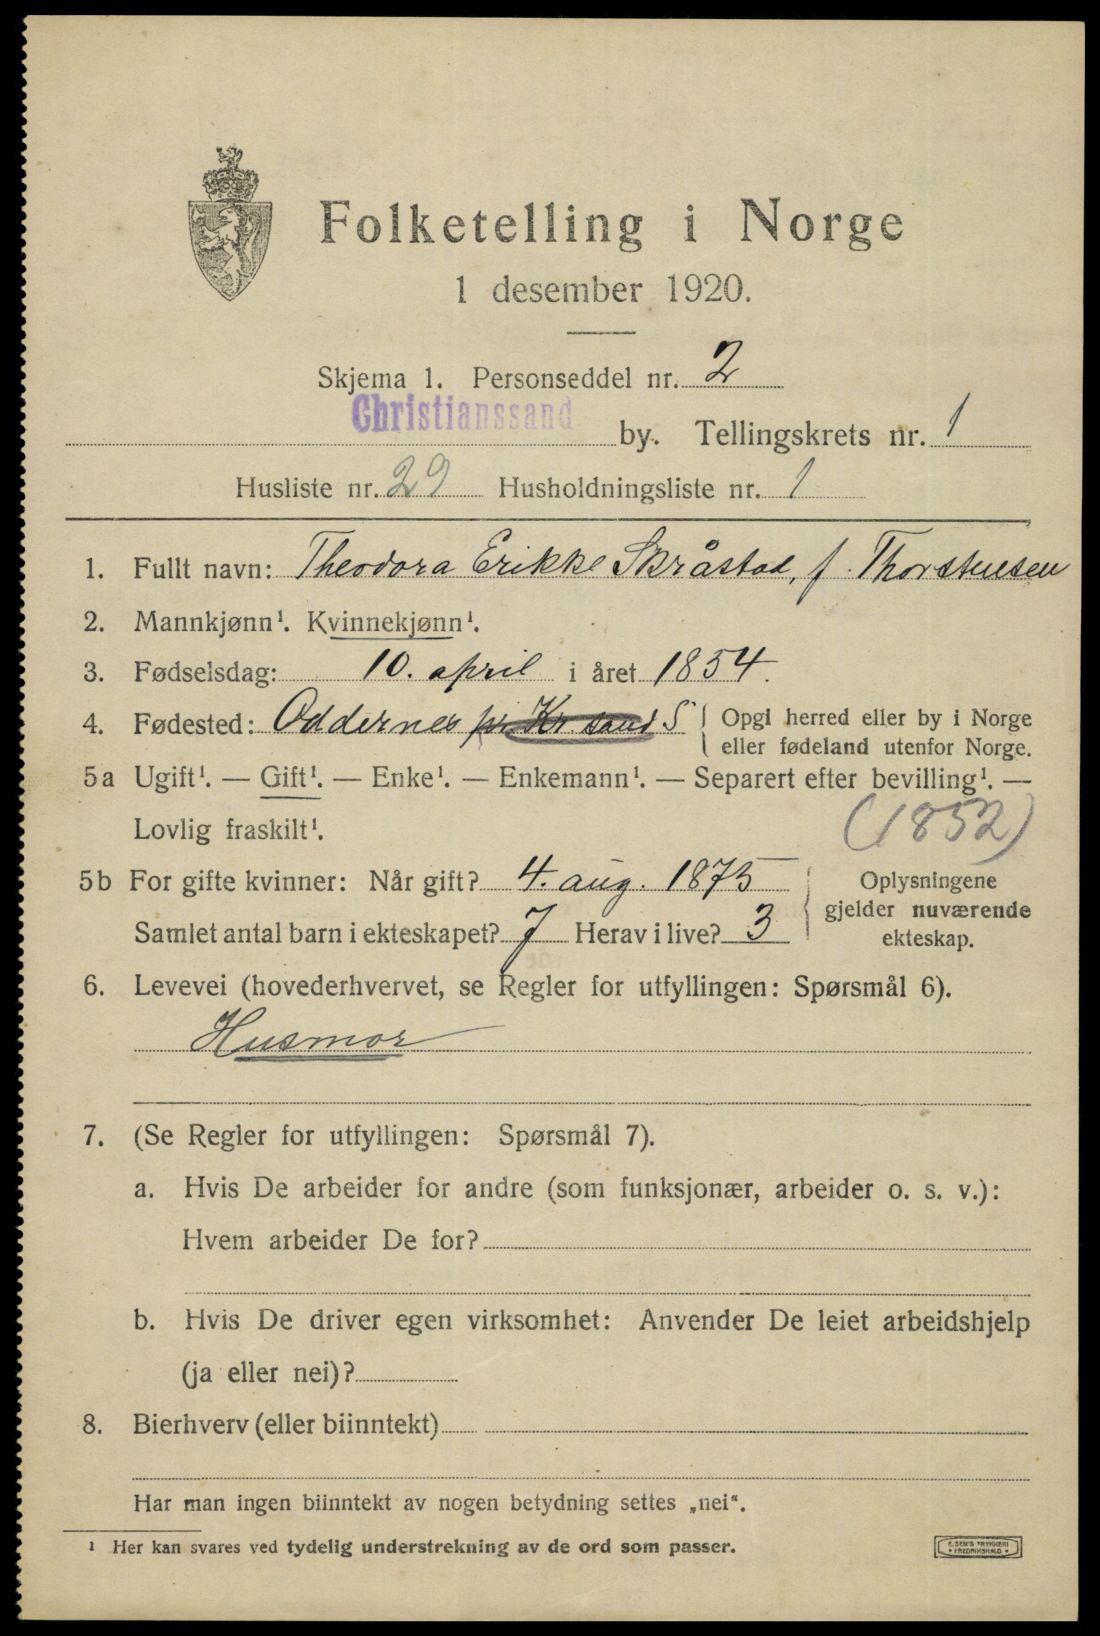 Folketelling i Norge
1 desember 1920.
Skjema 1. Personseddel nr. 2
Christianssand by. Tellingskrets nr. 1
Husliste nr. 29 Husholdningsliste nr. 1
1. Fullt navn: Theodora Erikke Skråstad, f. Thorstensen
2. Mannkjønn¹. Kvinnekjønn¹.
3. Fødselsdag: 10. april i året 1854.
4. Fødested: Oddernes pr. Kr.sand S { Opgi herred eller by i Norge
eller fødeland utenfor Norge.
5a Ugift¹. — Gift¹. — Enke¹. — Enkemann¹. — Separert efter bevilling¹. —
Lovlig fraskilt¹. (1852)
5b For gifte kvinner: Når gift? 4. aug. 1875
Samlet antal barn i ekteskapet? 7 Herav i live? 3
Oplysningene
gjelder nuværende
ekteskap.
6. Levevei (hovederhvervet, se Regler for utfyllingen: Spørsmål 6).
Husmor
7. (Se Regler for utfyllingen: Spørsmål 7).
a. Hvis De arbeider for andre (som funksjonær, arbeider o. s. v.):
Hvem arbeider De for?
b. Hvis De driver egen virksomhet: Anvender De leiet arbeidshjelp
(ja eller nei)?
8. Bierhverv (eller biinntekt)
Har man ingen biinntekt av nogen betydning settes „nei“.
¹ Her kan svares ved tydelig understrekning av de ord som passer.
E. SEM'S TRYKKERI
• FREDRIKSHALD •